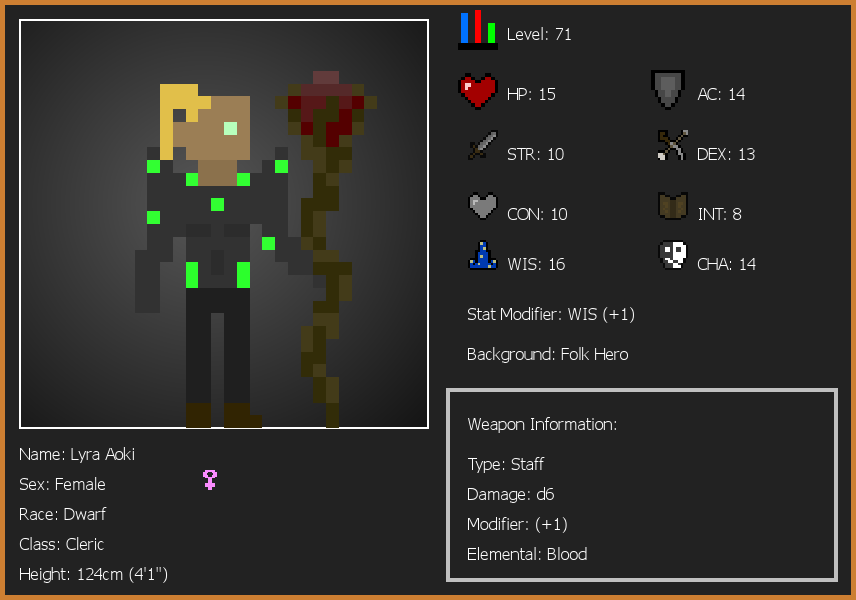 Level: 71
HP: 15
AC: 14
STR: 10
DEX: 13
CON: 10
INT: 8
WIS: 16
CHA: 14
Stat Modifier: WIS (+1)
Background: Folk Hero
Weapon Information:
Type: Staff
Damage: d6
Modifier: (+1)
Elemental: Blood
Name: Lyra Aoki
Sex: Female
Race: Dwarf
Class: Cleric
Height: 124cm (4'1")